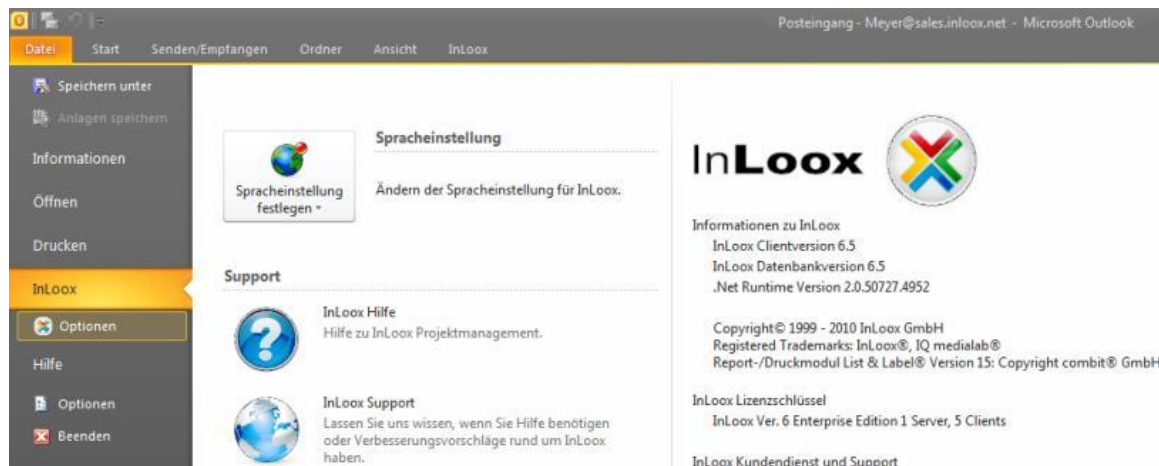 Posteingang - Meyer@sales.inloox.net - Microsoft Outlook
Datei Start Senden/Empfangen Ordner Ansicht InLoox
Speichern unter
Anlagen speichern
Informationen
Öffnen
Drucken
InLoox
Optionen
Hilfe
Optionen
Beenden
Spracheinstellung
festlegen
Spracheinstellung
Ändern der Spracheinstellung für InLoox.
Support
InLoox Hilfe
Hilfe zu InLoox Projektmanagement.
InLoox Support
Lassen Sie uns wissen, wenn Sie Hilfe benötigen
oder Verbesserungsvorschläge rund um InLoox
haben.
InLoox
Informationen zu InLoox
InLoox Clientversion 6.5
InLoox Datenbankversion 6.5
.Net Runtime Version 2.0.50727.4952
Copyright© 1999 - 2010 InLoox GmbH
Registered Trademarks: InLoox®, IQ medialab®
Report-/Druckmodul List & Label® Version 15: Copyright combit® GmbH
InLoox Lizenzschlüssel
InLoox Ver. 6 Enterprise Edition 1 Server, 5 Clients
InLoox Kundendienst und Support